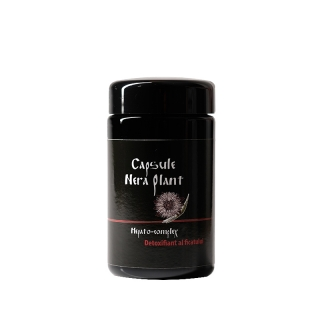 Capsule
Nera Plant
Hepato-complex
Detoxifiant al ficatului